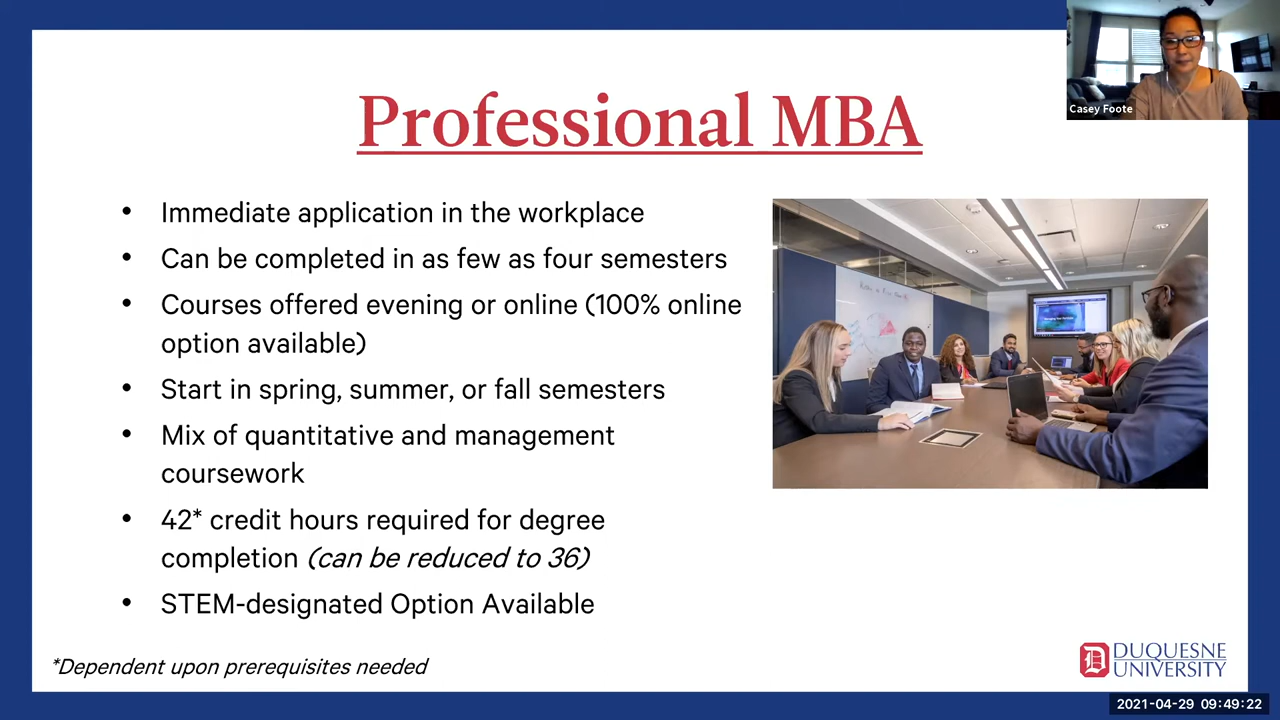 Professional MBA
Casey Foote
• Immediate application in the workplace
• Can be completed in as few as four semesters
• Courses offered evening or online (100% online
option available)
• Start in spring, summer, or fall semesters
• Mix of quantitative and management
coursework
• 42* credit hours required for degree
completion (can be reduced to 36)
• STEM-designated Option Available
*Dependent upon prerequisites needed
D
DUQUESNE
UNIVERSITY
2021-04-29 09:49:22